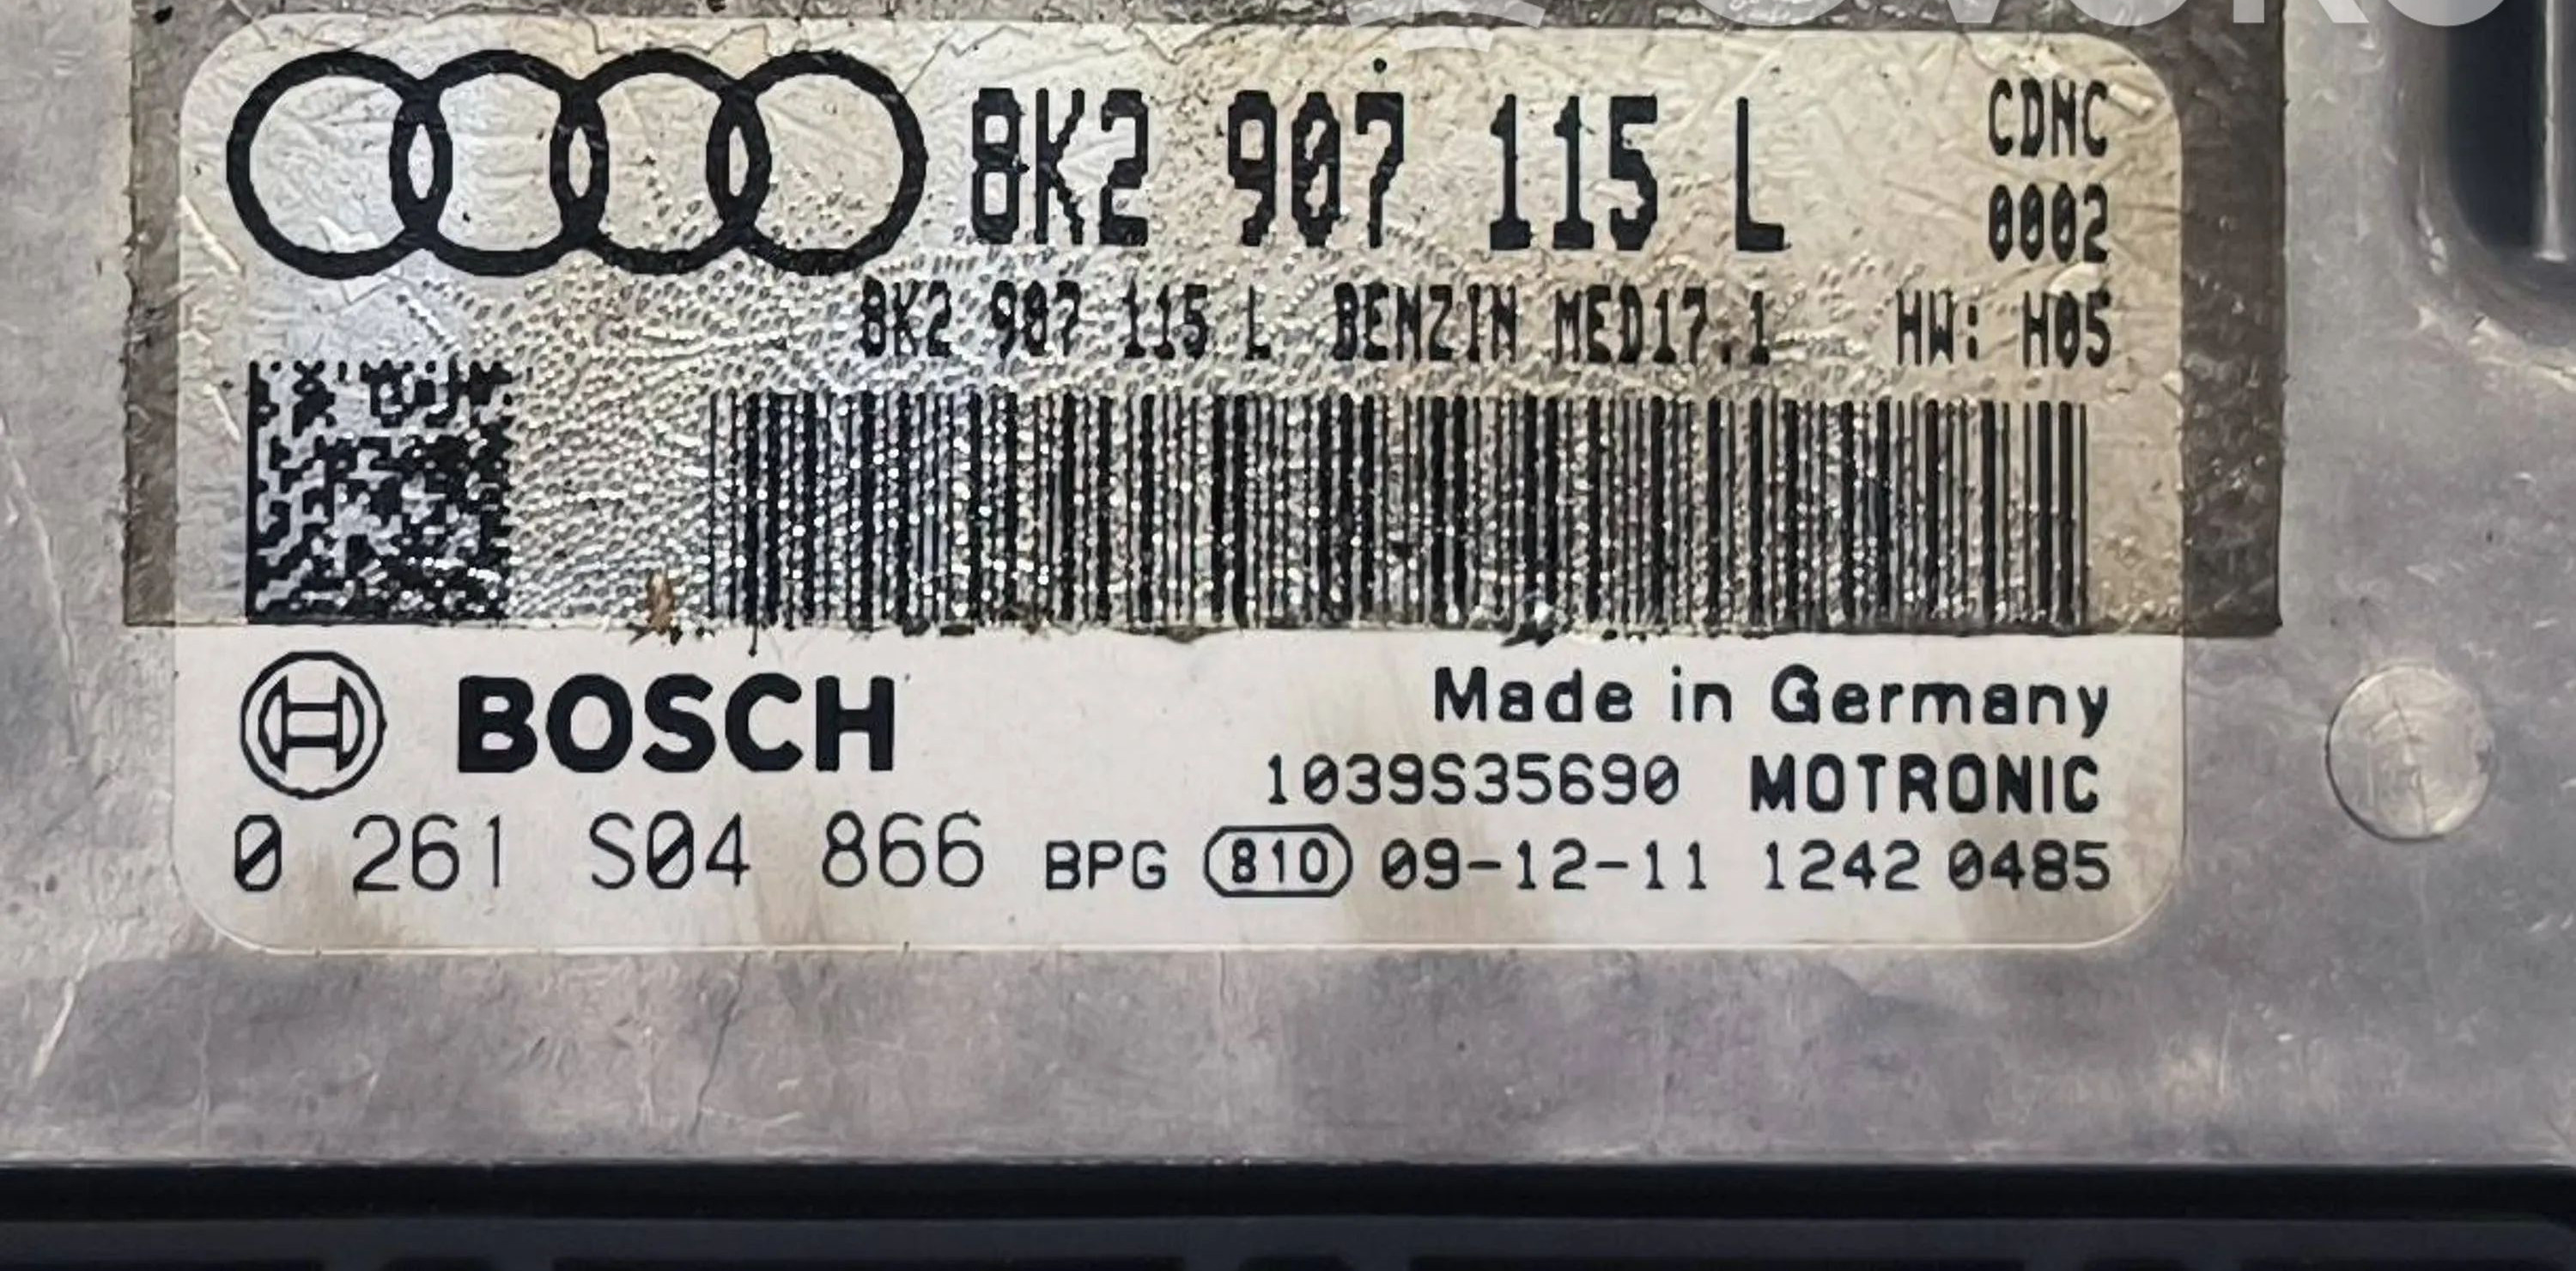 8K2 907 115 L CDNC
0002
8K2 907 115 L BENZIN MED17.1 HW: H05
BOSCH
Made in Germany
1039S35690 MOTRONIC
0 261 S04 866 BPG 810 09-12-11 1242 0485